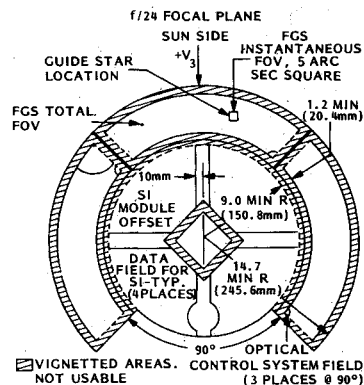 f/24 FOCAL PLANE
SUN SIDE
+V3
FGS
INSTANTANEOUS
FOV, 5 ARC
SEC SQUARE
GUIDE STAR
LOCATION
FGS TOTAL
FOV
1.2 MIN
(20.4mm)
10mm
SI
MODULE
OFFSET
9.0 MIN R
(150.8mm)
DATA
FIELD FOR
SI-TYP.
(4PLACES)
14.7
MIN R
(245.6mm)
90°
VIGNETTED AREAS.
NOT USABLE
OPTICAL
CONTROL SYSTEM FIELD
(3 PLACES @ 90°)